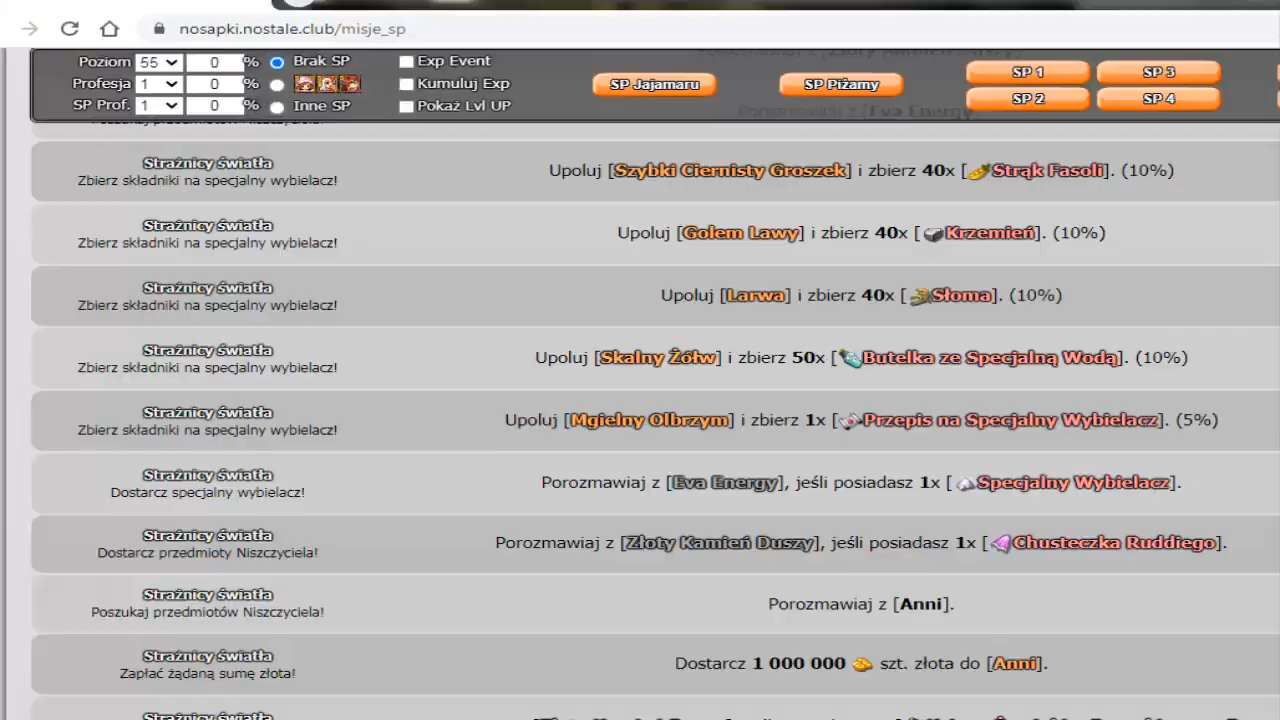 nosapki.nostale.club/misje_sp
Poziom 55 0 % Brak SP Exp Event
Profesja 1 0 % Kumuluj Exp
SP Prof. 1 0 % Inne SP Pokaż Lvl UP
SP Jajamaru SP Piżamy
SP 1 SP 3
SP 2 SP 4
Porozmawiaj z [Eva Energy
Poszukaj przedmiotów Niszczyciela!
Strażnicy światła
Zbierz składniki na specjalny wybielacz!
Upoluj [Szybki Ciernisty Groszek] i zbierz 40x [Strąk Fasoli]. (10%)
Strażnicy światła
Zbierz składniki na specjalny wybielacz!
Upoluj [Golem Lawy] i zbierz 40x [Krzemień]. (10%)
Strażnicy światła
Zbierz składniki na specjalny wybielacz!
Upoluj [Larwa] i zbierz 40x [Słoma]. (10%)
Strażnicy światła
Zbierz składniki na specjalny wybielacz!
Upoluj [Skalny Żółw] i zbierz 50x [Butelka ze Specjalną Wodą]. (10%)
Strażnicy światła
Zbierz składniki na specjalny wybielacz!
Upoluj [Mgielny Olbrzym] i zbierz 1x [Przepis na Specjalny Wybielacz]. (5%)
Strażnicy światła
Dostarcz specjalny wybielacz!
Porozmawiaj z [Eva Energy], jeśli posiadasz 1x [Specjalny Wybielacz].
Strażnicy światła
Dostarcz przedmioty Niszczyciela!
Porozmawiaj z [Złoty Kamień Duszy], jeśli posiadasz 1x [Chusteczka Ruddiego].
Strażnicy światła
Poszukaj przedmiotów Niszczyciela!
Porozmawiaj z [Anni].
Strażnicy światła
Zapłać żądaną sumę złota!
Dostarcz 1 000 000 szt. złota do [Anni].
Strażnicy światła